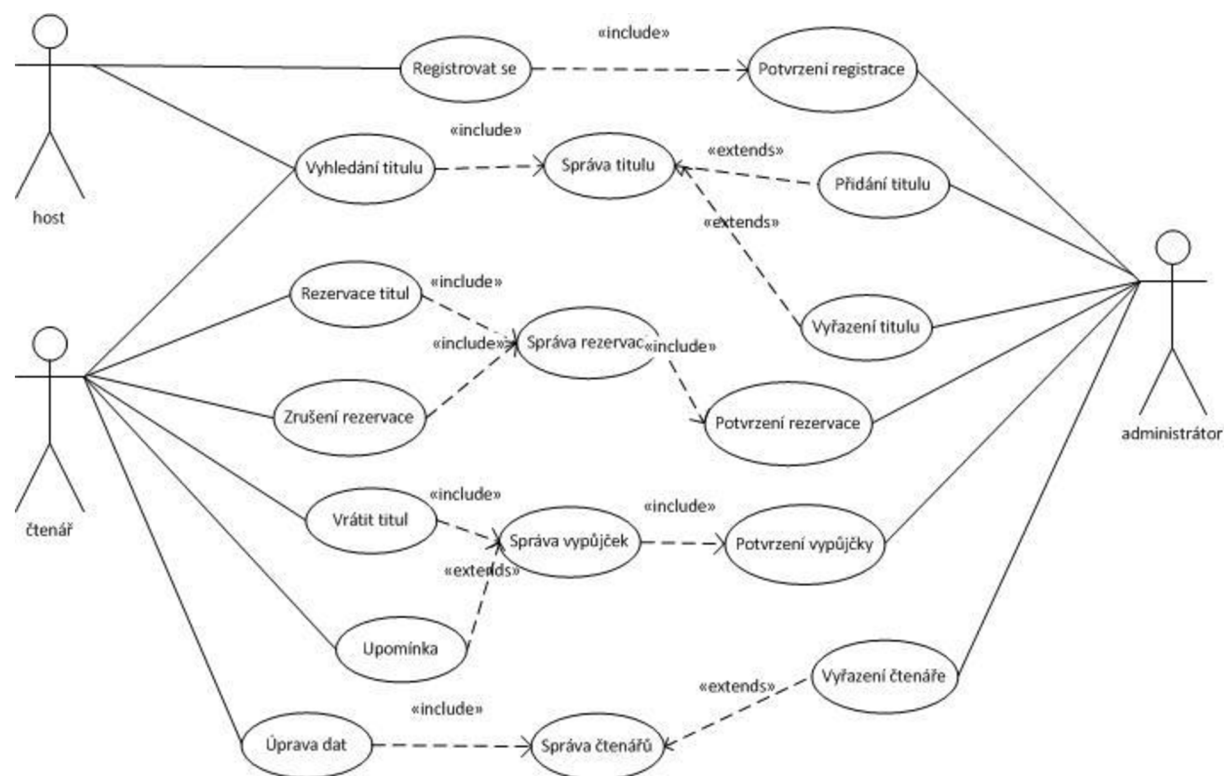 «include»
Registrovat se
Potvrzení registrace
«include»
«extends»
Vyhledání titulu
Správa titulu
Přidání titulu
host
«extends»
Rezervace titul
«include»
Vyřazení titulu
«include»
Správa rezervac
«include»
Zrušení rezervace
Potvrzení rezervace
administrátor
čtenář
Vrátit titul
«include»
«include»
Správa vypůjček
Potvrzení vypůjčky
«extends»
Upomínka
Vyřazení čtenáře
«extends»
«include»
Úprava dat
Správa čtenářů